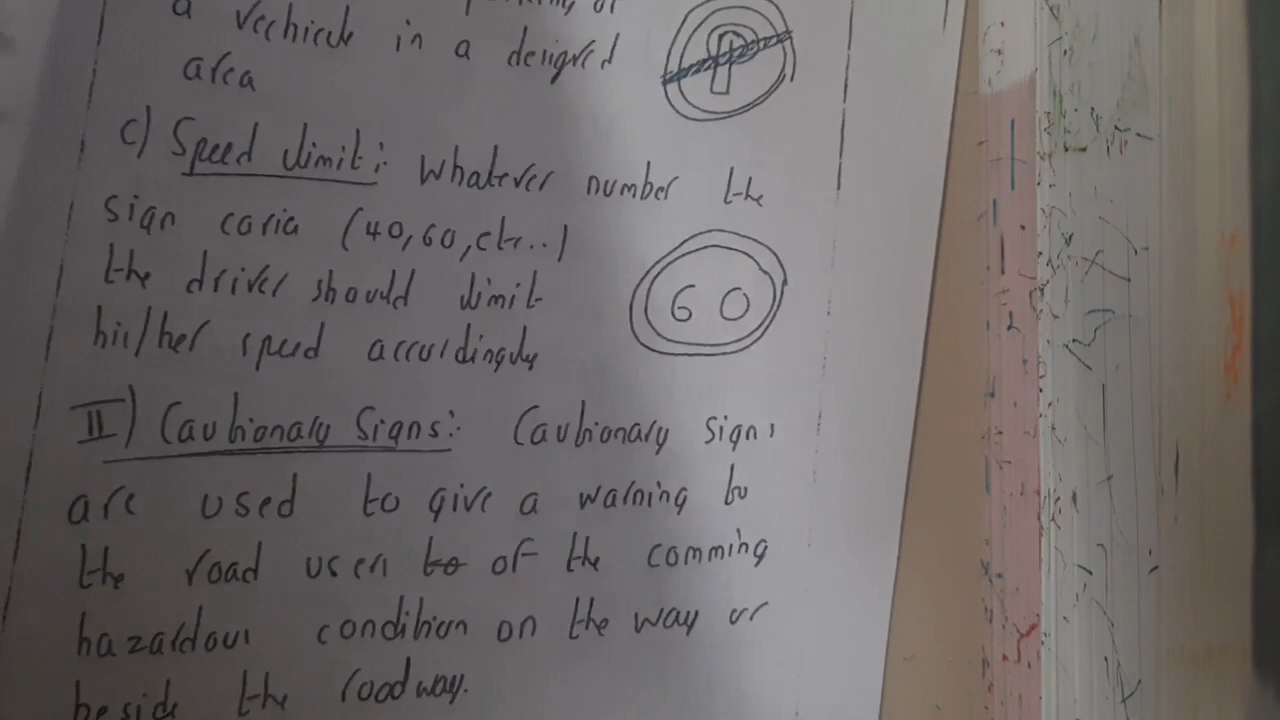 a vechicle in a desigred
area
P
c) Speed limit: Whatever number the
sign caria (40,60,etc..)
60
the driver should limit
his/her speed accordingly
II) Cautionary Signs: Cautionary signs
are used to give a warning to
the road users to of the comming
hazardous condition on the way or
beside the roadway.